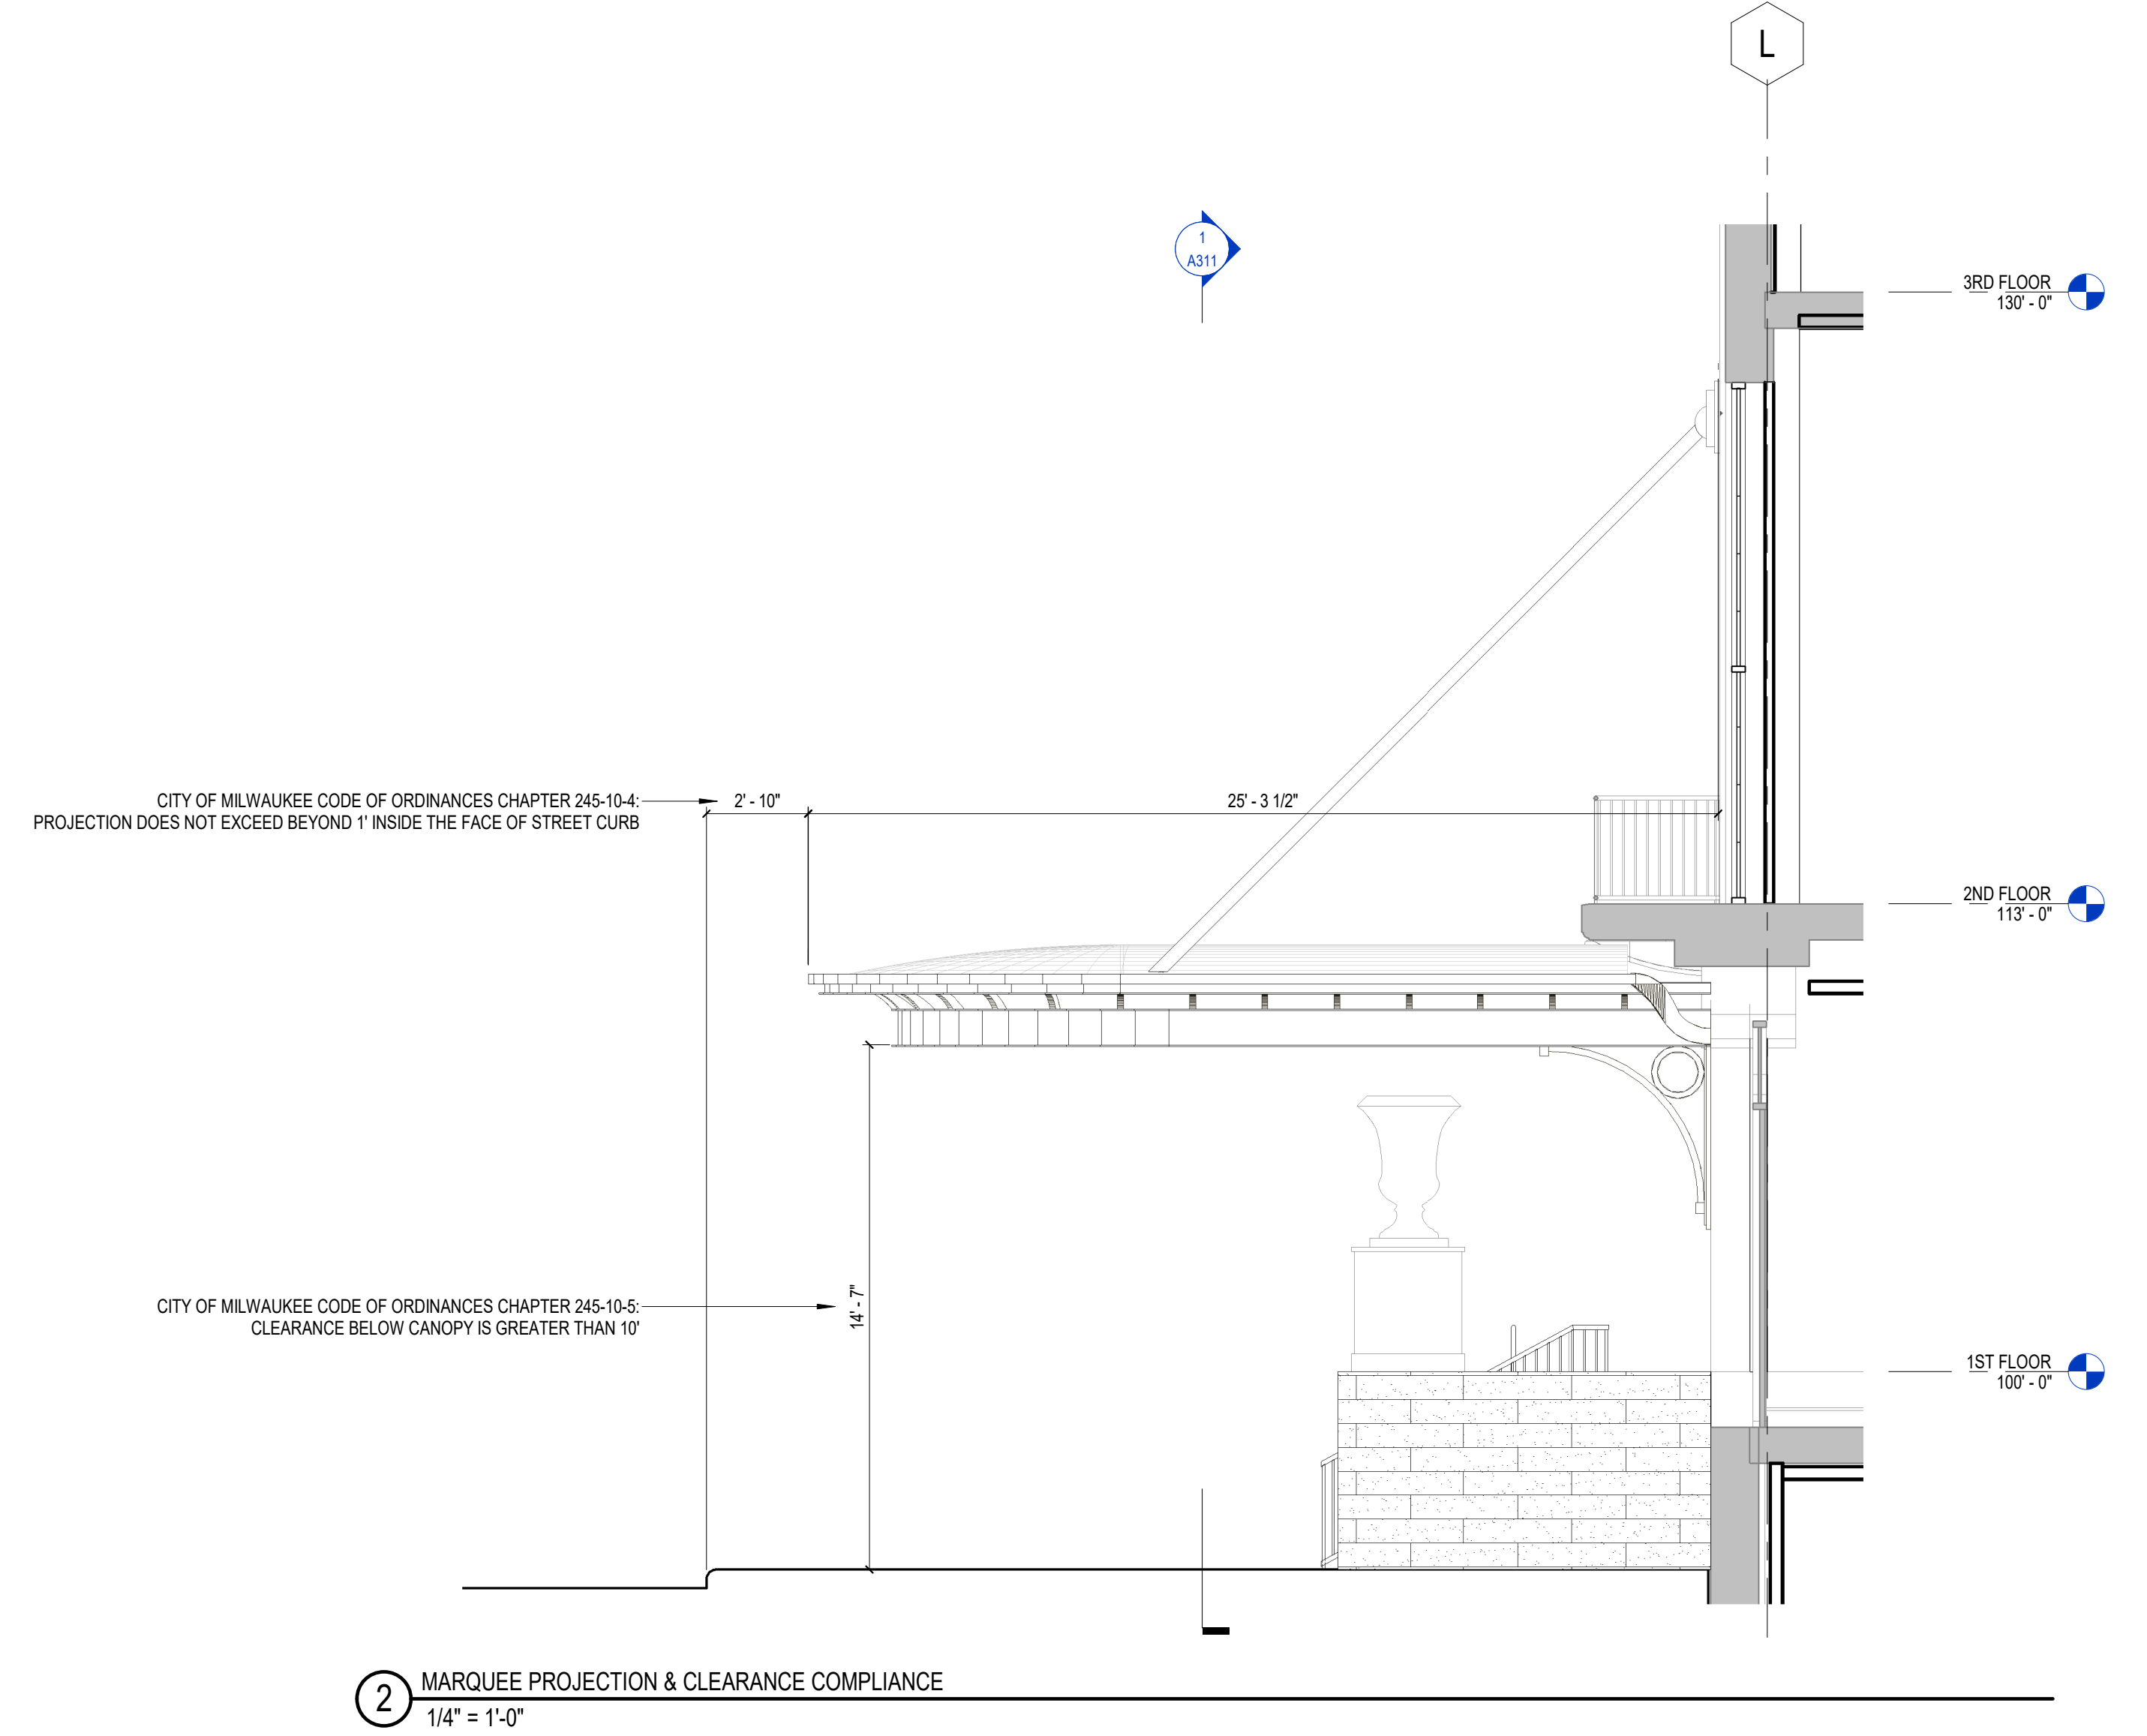 L
1
A311
3RD FLOOR
130' - 0"
CITY OF MILWAUKEE CODE OF ORDINANCES CHAPTER 245-10-4:
PROJECTION DOES NOT EXCEED BEYOND 1' INSIDE THE FACE OF STREET CURB
2' - 10"
25' - 3 1/2"
2ND FLOOR
113' - 0"
CITY OF MILWAUKEE CODE OF ORDINANCES CHAPTER 245-10-5:
CLEARANCE BELOW CANOPY IS GREATER THAN 10'
14' - 7"
1ST FLOOR
100' - 0"
2
MARQUEE PROJECTION & CLEARANCE COMPLIANCE
1/4" = 1'-0"